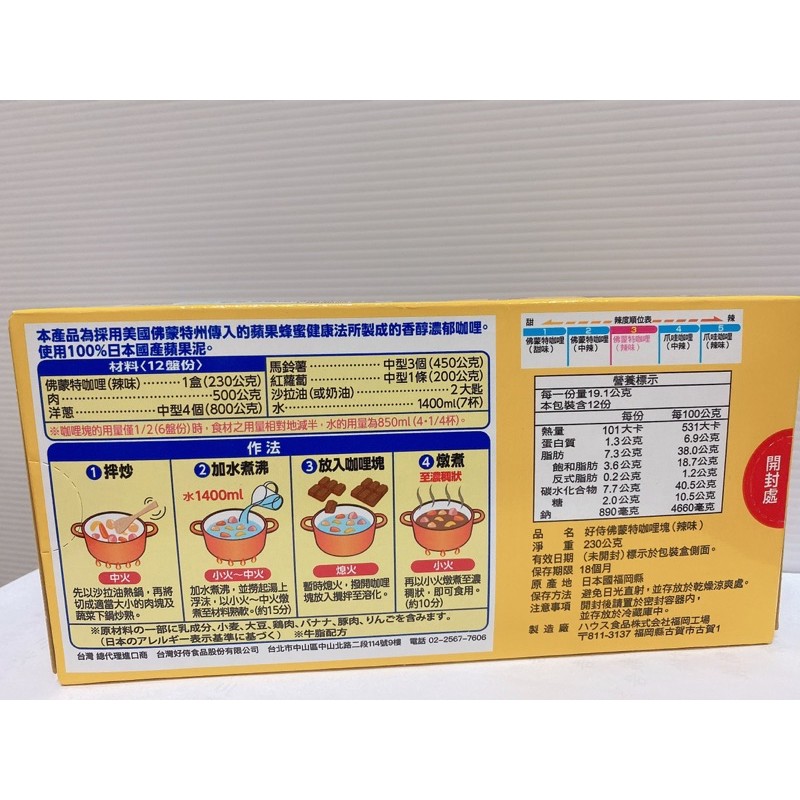 本產品為採用美國佛蒙特州傳入的蘋果蜂蜜健康法所製成的香醇濃郁咖哩。
使用100%日本國產蘋果泥。
材料〈12盤份〉
佛蒙特咖哩(辣味)………1盒(230公克)
肉………………………500公克
洋蔥…………中型4個(800公克)
馬鈴薯…………中型3個(450公克)
紅蘿蔔…………中型1條(200公克)
沙拉油(或奶油)……………2大匙
水………………………1400ml(7杯)
※咖哩塊的用量僅1/2(6盤份)時,食材之用量相對地減半,水的用量為850ml(4・1/4杯)。
作法
1拌炒
中火
先以沙拉油熱鍋,再將
切成適當大小的肉塊及
蔬菜下鍋炒熟。
2加水煮沸
水1400ml
小火～中火
加水煮沸,並撈起湯上
浮沫,以小火～中火燉
煮至材料熟軟。(約15分)
3放入咖哩塊
熄火
暫時熄火,撥開咖哩
塊放入攪拌至溶化。
4燉煮
至濃稠狀
小火
再以小火燉煮至濃
稠狀,即可食用。
(約10分)
※原材料の一部に乳成分、小麦、大豆、鶏肉、バナナ、豚肉、りんごを含みます。
(日本のアレルギー表示基準に基づく) ※牛脂配方
台灣 總代理進口商 台灣好侍食品股份有限公司 台北市中山區中山北路二段114號9樓 電話 02-2567-7606
甜 辣度順位表 辣
1 2 3 4 5
佛蒙特咖哩 佛蒙特咖哩 佛蒙特咖哩 爪哇咖哩 爪哇咖哩
(甜味) (中辣) (辣味) (中辣) (辣味)
營養標示
每一份量19.1公克
本包裝含12份
每份 每100公克
熱量 101大卡 531大卡
蛋白質 1.3公克 6.9公克
脂肪 7.3公克 38.0公克
飽和脂肪 3.6公克 18.7公克
反式脂肪 0.2公克 1.2公克
碳水化合物 7.7公克 40.5公克
糖 2.0公克 10.5公克
鈉 890毫克 4660毫克
開封處
品名 好侍佛蒙特咖哩塊(辣味)
淨重 230公克
有效日期 (未開封)標示於包裝盒側面。
保存期限 18個月
原產地 日本國福岡縣
保存方法 避免日光直射,並存放於乾燥涼爽處。
注意事項 開封後請置於密封容器內,
並存放於冷藏庫中。
製造廠 ハウス食品株式会社福岡工場
〒811-3137 福岡県古賀市古賀1